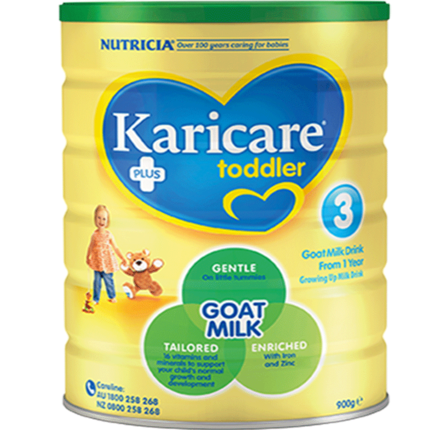 NUTRICIA® Over 100 years caring for babies
Karicare®
PLUS
toddler
3
Goat Milk Drink
From 1 Year
Growing Up Milk Drink
GENTLE
On little tummies
GOAT
MILK
TAILORED
16 vitamins and
minerals to support
your child's normal
growth and
development
ENRICHED
With Iron
and Zinc
Careline:
AU 1800 258 268
NZ 0800 258 268
900g e